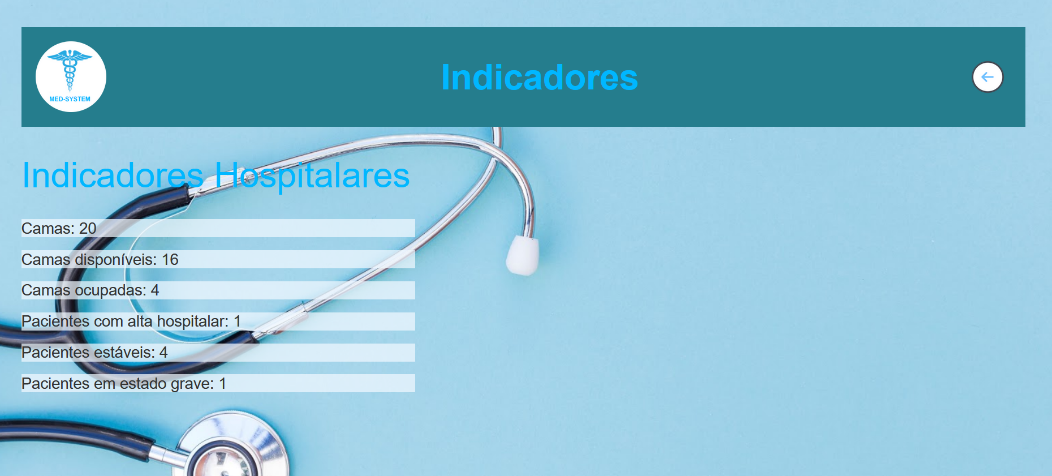 MED-SYSTEM
Indicadores
Indicadores Hospitalares
Camas: 20
Camas disponíveis: 16
Camas ocupadas: 4
Pacientes com alta hospitalar: 1
Pacientes estáveis: 4
Pacientes em estado grave: 1